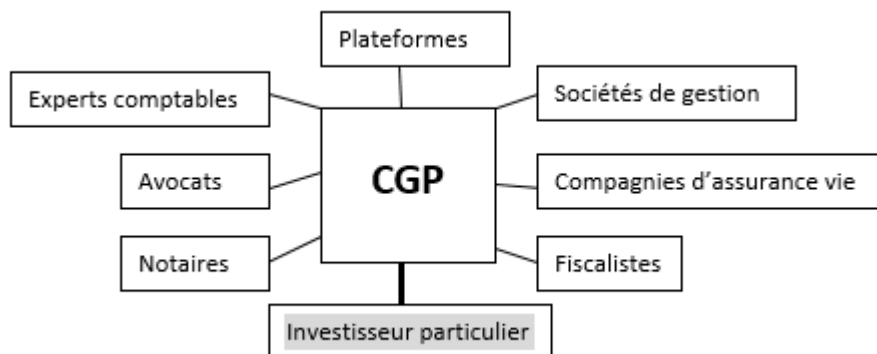 Plateformes
Experts comptables
Sociétés de gestion
CGP
Avocats
Compagnies d’assurance vie
Notaires
Fiscalistes
Investisseur particulier